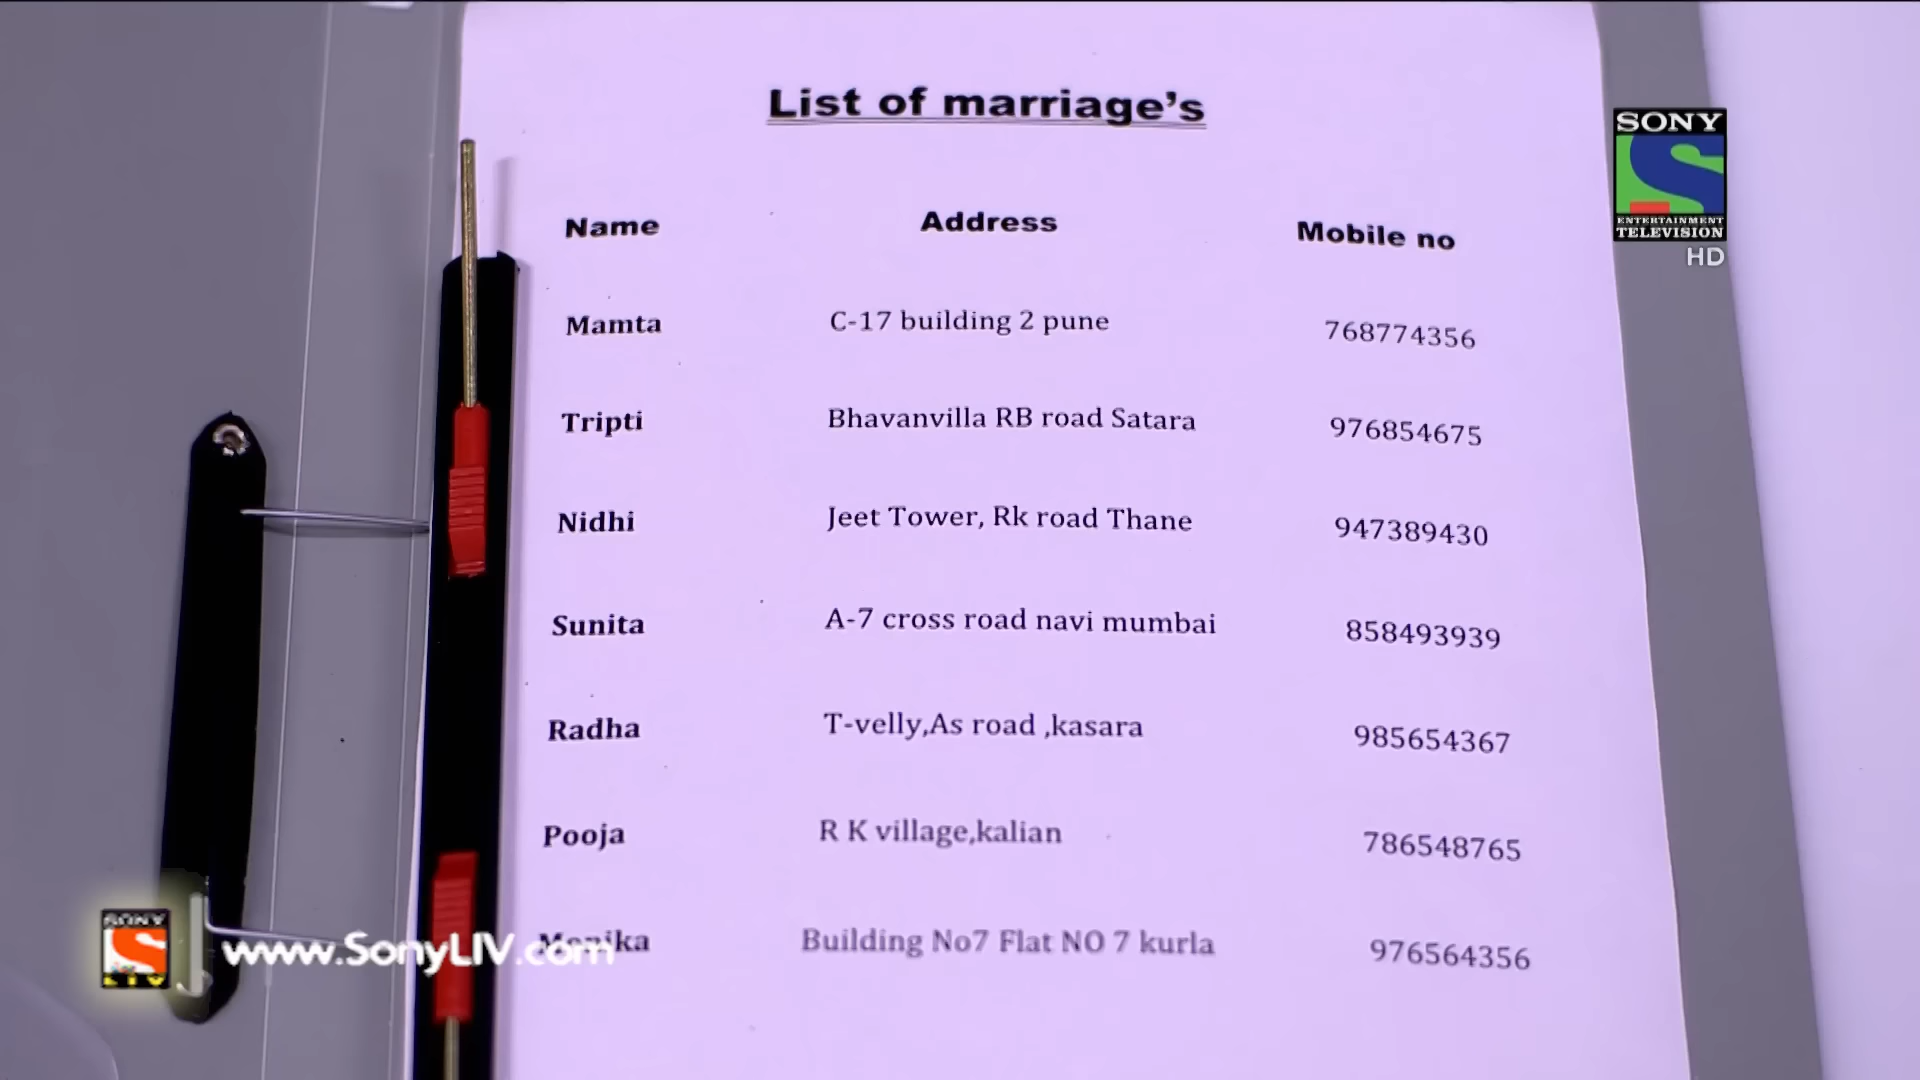 List of marriage's
Name Address Mobile no
Mamta C-17 building 2 pune 768774356
Tripti Bhavanvilla RB road Satara 976854675
Nidhi Jeet Tower, Rk road Thane 947389430
Sunita A-7 cross road navi mumbai 858493939
Radha T-velly,As road ,kasara 985654367
Pooja R K village,kalian 786548765
Monika Building No7 Flat NO 7 kurla 976564356
SONY
ENTERTAINMENT
TELEVISION
HD
SONY
LIV
www.SonyLIV.com